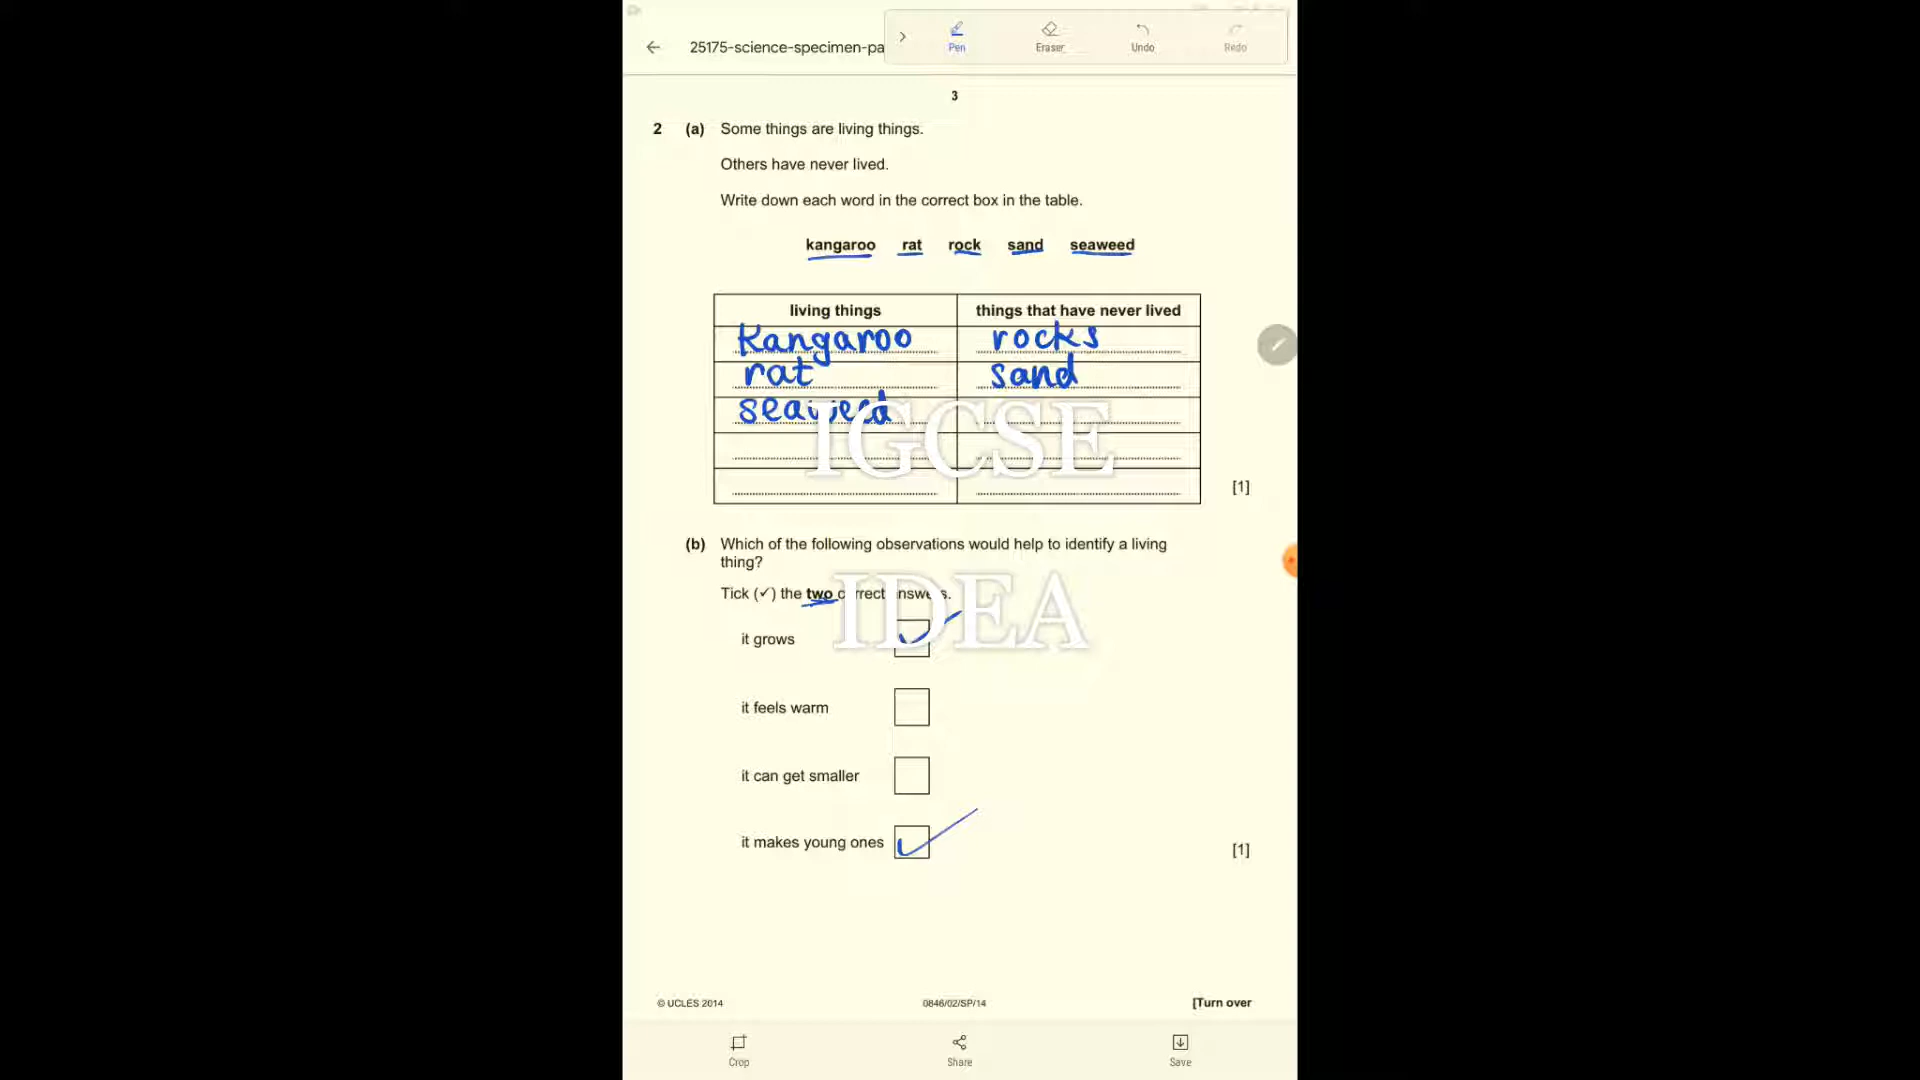 25175-science-specimen-pa
Pen
Eraser
Undo
Redo
3
2 (a) Some things are living things.
Others have never lived.
Write down each word in the correct box in the table.
kangaroo rat rock sand seaweed
living things things that have never lived
Kangaroo rocks
rat sand
seaweed
IGCSE
[1]
(b) Which of the following observations would help to identify a living
thing?
Tick (✓) the two correct answers.
IDEA
it grows ✓
it feels warm
it can get smaller
it makes young ones ✓
[1]
© UCLES 2014 0846/02/SP/14 [Turn over
Crop Share Save